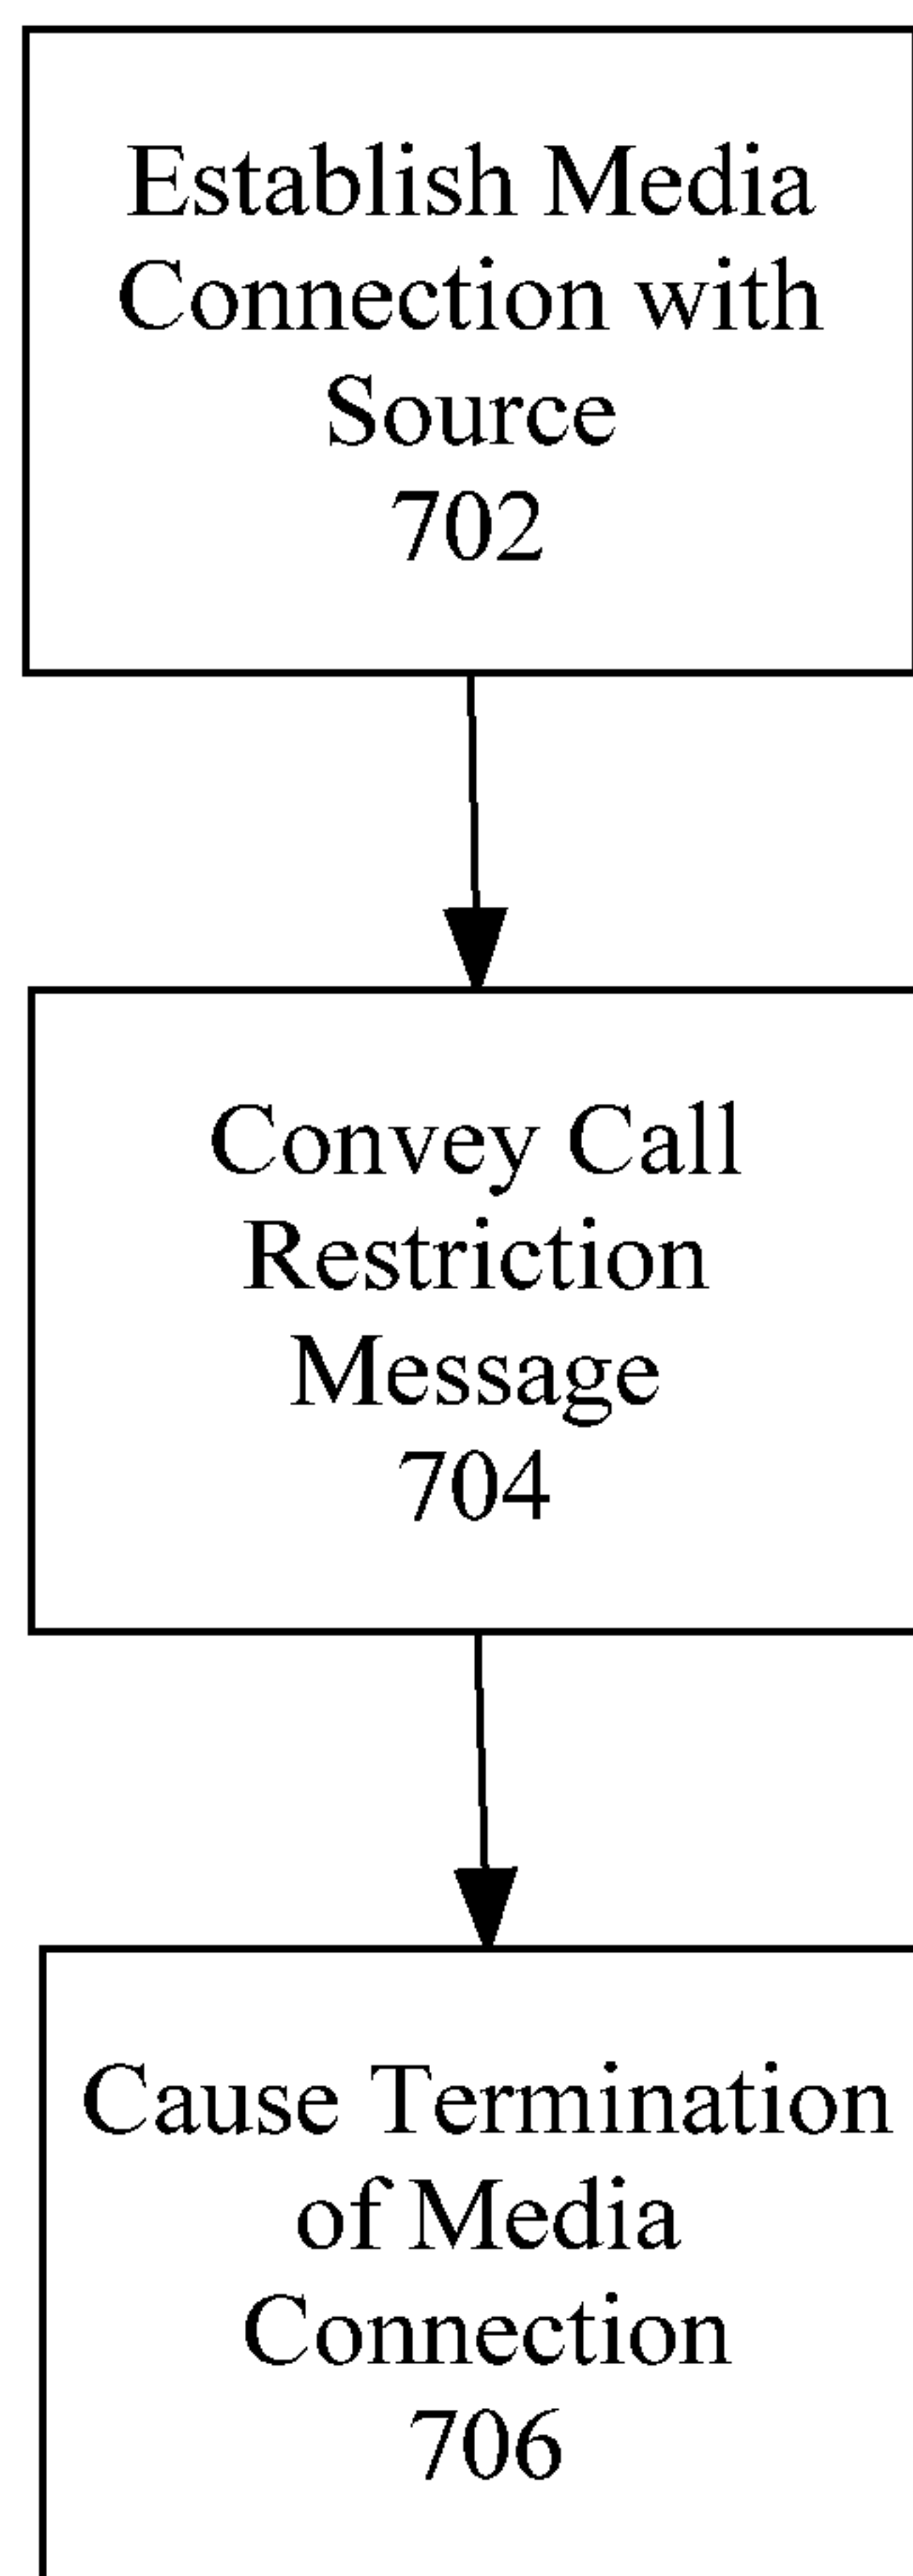 Establish Media
Connection with
Source
702
Convey Call
Restriction
Message
704
Cause Termination
of Media
Connection
706